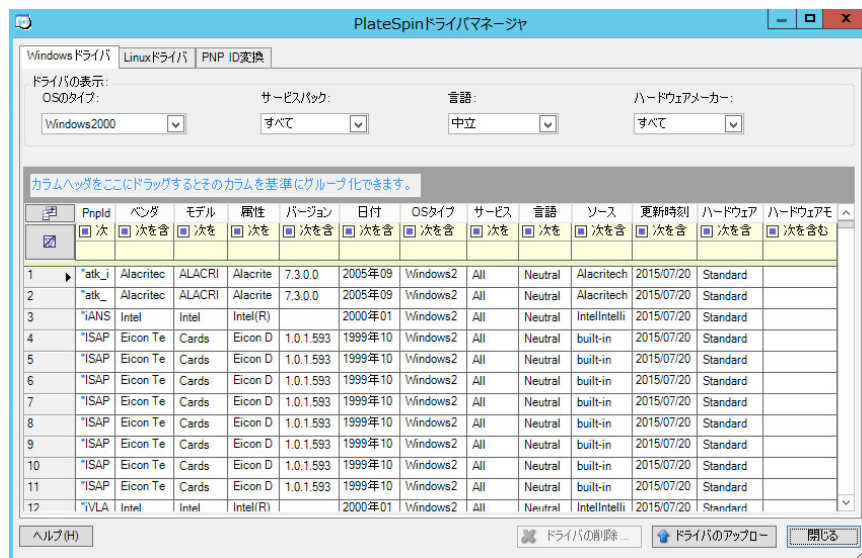 PlateSpinドライバマネージャ
Windowsドライバ Linuxドライバ PNP ID変換
ドライバの表示:
OSのタイプ: サービスパック: 言語: ハードウェアメーカー:
Windows2000 すべて 中立 すべて
カラムヘッダをここにドラッグするとそのカラムを基準にグループ化できます。
PnpId ベンダ モデル 属性 バージョン 日付 OSタイプ サービス 言語 ソース 更新時刻 ハードウェア ハードウェアモ
次 次を含 次を 次を 次を含 次を含 次を含 次を 次を 次を含 次を含 次を含 次を含む
1 "atk_i Alacritec ALACRI Alacrite 7.3.0.0 2005年09 Windows2 All Neutral Alacritech 2015/07/20 Standard
2 "atk_ Alacritec ALACRI Alacrite 7.3.0.0 2005年09 Windows2 All Neutral Alacritech 2015/07/20 Standard
3 "iANS Intel Intel Intel(R) 2000年01 Windows2 All Neutral IntelIntelli 2015/07/20 Standard
4 "ISAP Eicon Te Cards Eicon D 1.0.1.593 1999年10 Windows2 All Neutral built-in 2015/07/20 Standard
5 "ISAP Eicon Te Cards Eicon D 1.0.1.593 1999年10 Windows2 All Neutral built-in 2015/07/20 Standard
6 "ISAP Eicon Te Cards Eicon D 1.0.1.593 1999年10 Windows2 All Neutral built-in 2015/07/20 Standard
7 "ISAP Eicon Te Cards Eicon D 1.0.1.593 1999年10 Windows2 All Neutral built-in 2015/07/20 Standard
8 "ISAP Eicon Te Cards Eicon D 1.0.1.593 1999年10 Windows2 All Neutral built-in 2015/07/20 Standard
9 "ISAP Eicon Te Cards Eicon D 1.0.1.593 1999年10 Windows2 All Neutral built-in 2015/07/20 Standard
10 "ISAP Eicon Te Cards Eicon D 1.0.1.593 1999年10 Windows2 All Neutral built-in 2015/07/20 Standard
11 "ISAP Eicon Te Cards Eicon D 1.0.1.593 1999年10 Windows2 All Neutral built-in 2015/07/20 Standard
12 "iVLA Intel Intel Intel(R) 2000年01 Windows2 All Neutral IntelIntelli 2015/07/20 Standard
ヘルプ(H) ドライバの削除... ドライバのアップロー 閉じる